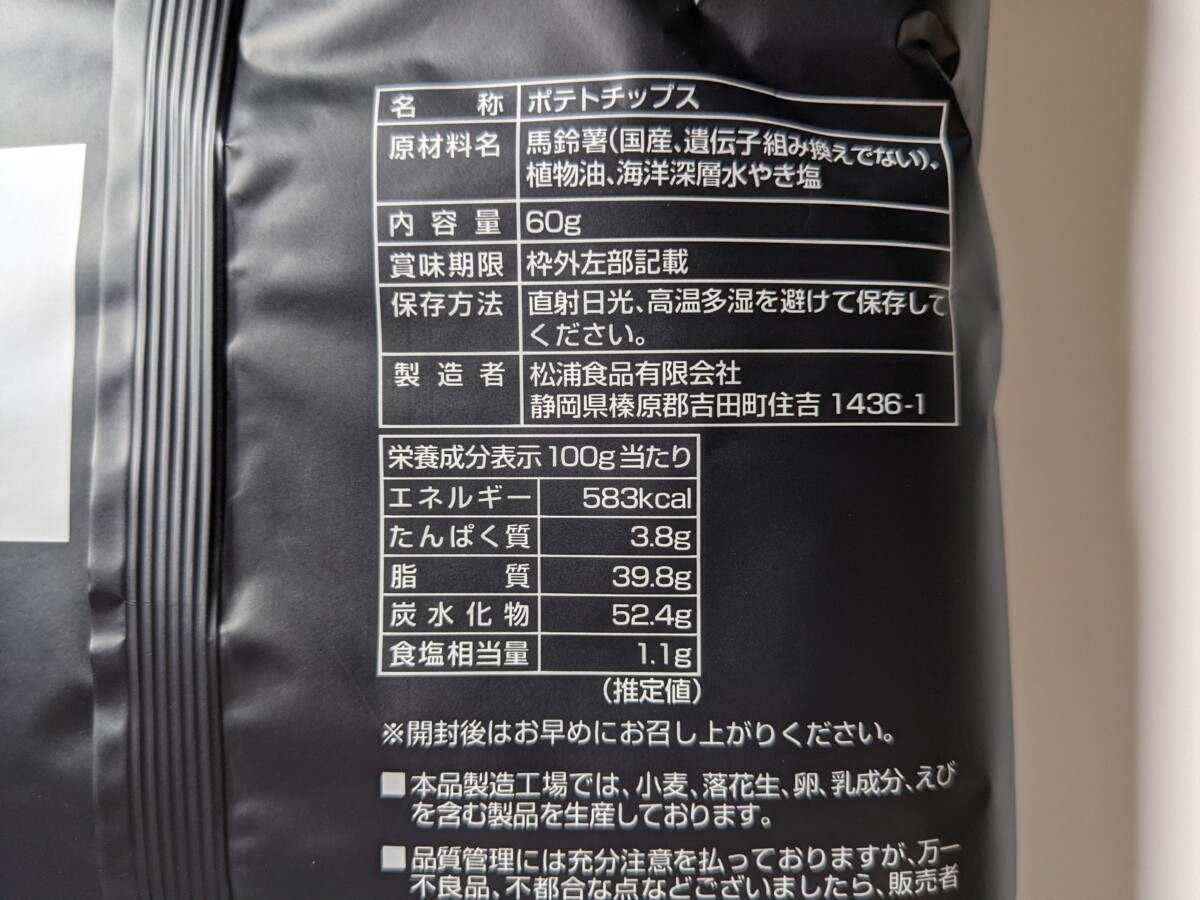 名称 ポテトチップス
原材料名 馬鈴薯(国産、遺伝子組み換えでない)、
植物油、海洋深層水やき塩
内容量 60g
賞味期限 枠外左部記載
保存方法 直射日光、高温多湿を避けて保存して
ください。
製造者 松浦食品有限会社
静岡県榛原郡吉田町住吉 1436-1
栄養成分表示 100g当たり
エネルギー 583kcal
たんぱく質 3.8g
脂質 39.8g
炭水化物 52.4g
食塩相当量 1.1g
(推定値)
※開封後はお早めにお召し上がりください。
■本品製造工場では、小麦、落花生、卵、乳成分、えび
を含む製品を生産しております。
■品質管理には充分注意を払っておりますが、万一
不良品、不都合な点などございましたら、販売者